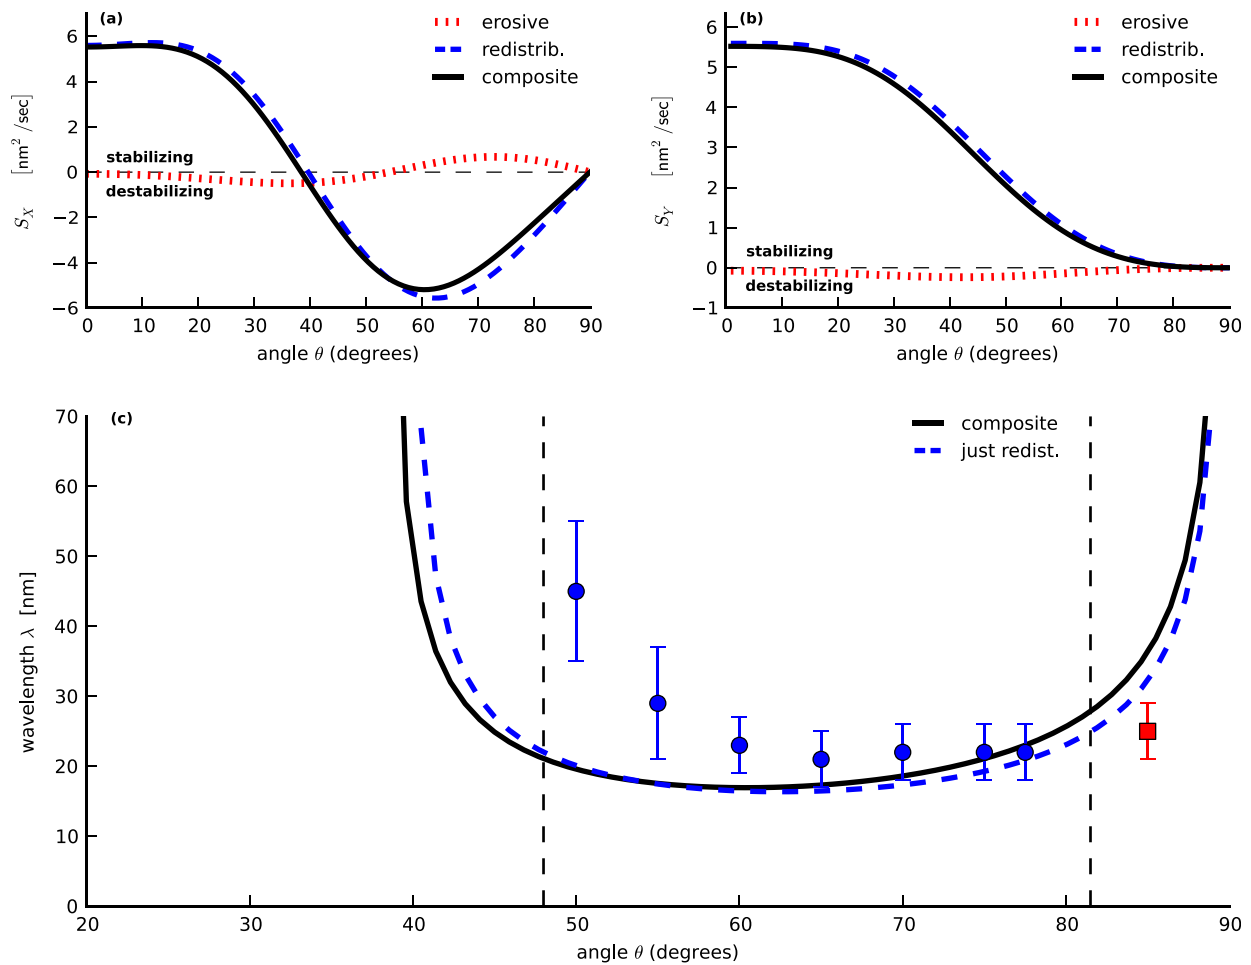 (a)
erosive
redistrib.
composite
stabilizing
destabilizing
6
4
2
0
−2
−4
−6
0 10 20 30 40 50 60 70 80 90
S_X [nm² /sec]
angle θ (degrees)
(b)
erosive
redistrib.
composite
stabilizing
destabilizing
6
5
4
3
2
1
0
−1
0 10 20 30 40 50 60 70 80 90
S_Y [nm² /sec]
angle θ (degrees)
(c)
composite
just redist.
70
60
50
40
30
20
10
0
20 30 40 50 60 70 80 90
wavelength λ [nm]
angle θ (degrees)